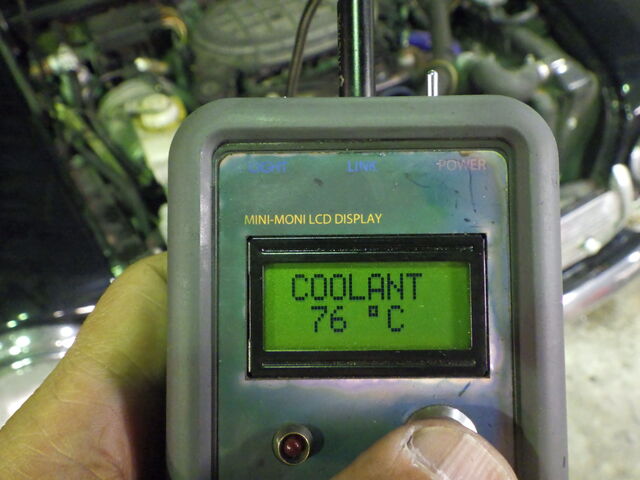 LIGHT LINK POWER
MINI-MONI LCD DISPLAY
COOLANT
76 °C